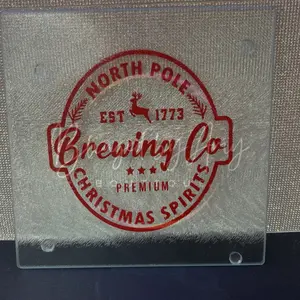 NORTH POLE
EST 1773
Brewing Co
PREMIUM
CHRISTMAS SPIRITS